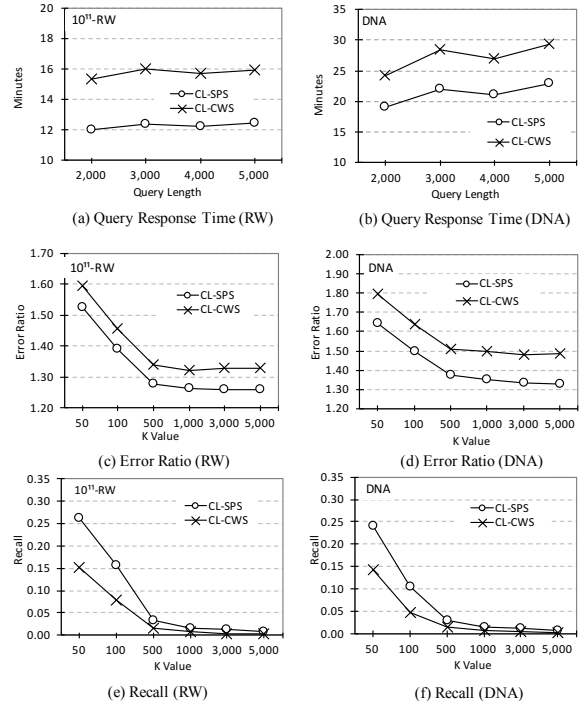 10¹¹-RW
20
18
16
14
12
10
Minutes
CL-SPS
CL-CWS
2,000 3,000 4,000 5,000
Query Length
(a) Query Response Time (RW)
DNA
35
30
25
20
15
10
Minutes
CL-SPS
CL-CWS
2,000 3,000 4,000 5,000
Query Length
(b) Query Response Time (DNA)
10¹¹-RW
1.70
1.60
1.50
1.40
1.30
1.20
Error Ratio
CL-SPS
CL-CWS
50 100 500 1,000 3,000 5,000
K Value
(c) Error Ratio (RW)
DNA
2.00
1.90
1.80
1.70
1.60
1.50
1.40
1.30
1.20
Error Ratio
CL-SPS
CL-CWS
50 100 500 1,000 3,000 5,000
K Value
(d) Error Ratio (DNA)
10¹¹-RW
0.35
0.30
0.25
0.20
0.15
0.10
0.05
0.00
Recall
CL-SPS
CL-CWS
50 100 500 1000 3,000 5,000
K Value
(e) Recall (RW)
DNA
0.35
0.30
0.25
0.20
0.15
0.10
0.05
0.00
Recall
CL-SPS
CL-CWS
50 100 500 1000 3,000 5,000
K Value
(f) Recall (DNA)